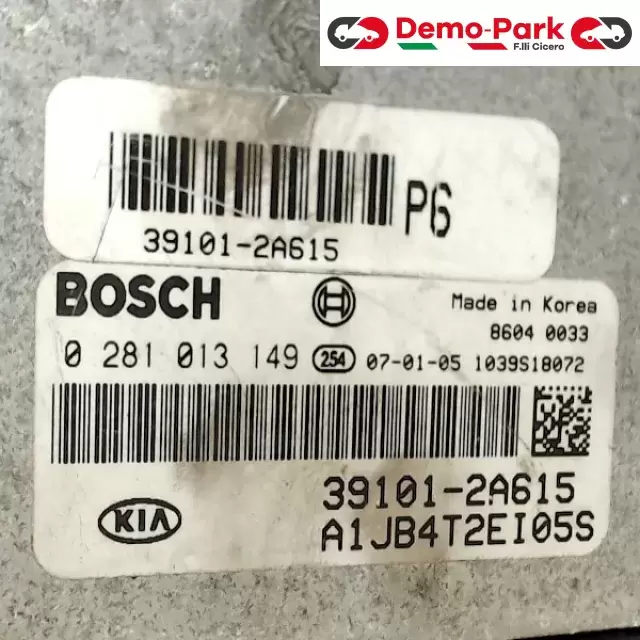 Demo-Park
F.lli Cicero
P6
39101-2A615
BOSCH
Made in Korea
8604 0033
0 281 013 149 254 07-01-05 1039S18072
39101-2A615
KIA
A1JB4T2EI05S